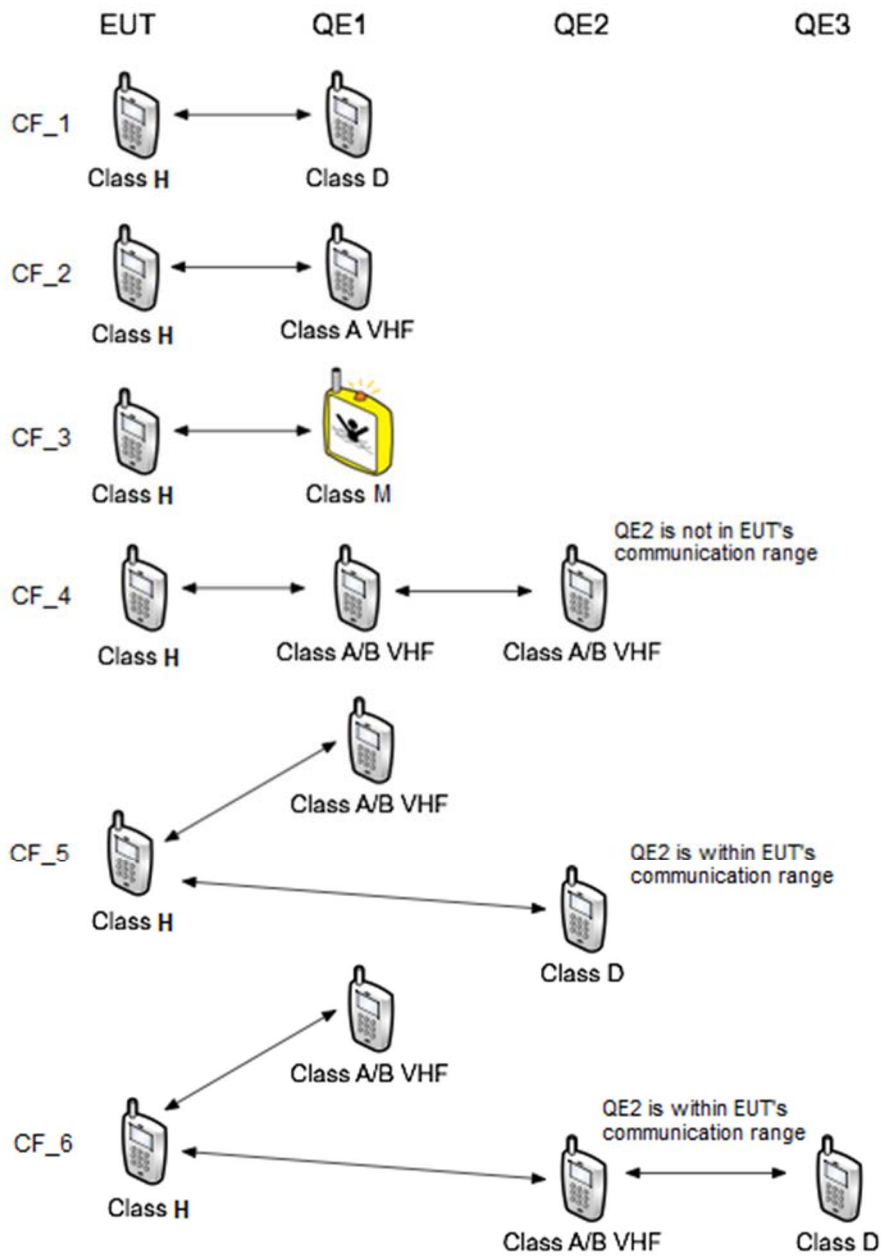 EUT QE1 QE2 QE3
CF_1
Class H Class D
CF_2
Class H Class A VHF
CF_3
Class H Class M
QE2 is not in EUT's
communication range
CF_4
Class H Class A/B VHF Class A/B VHF
Class A/B VHF
CF_5
QE2 is within EUT's
communication range
Class H
Class D
Class A/B VHF
QE2 is within EUT's
communication range
CF_6
Class H
Class A/B VHF Class D